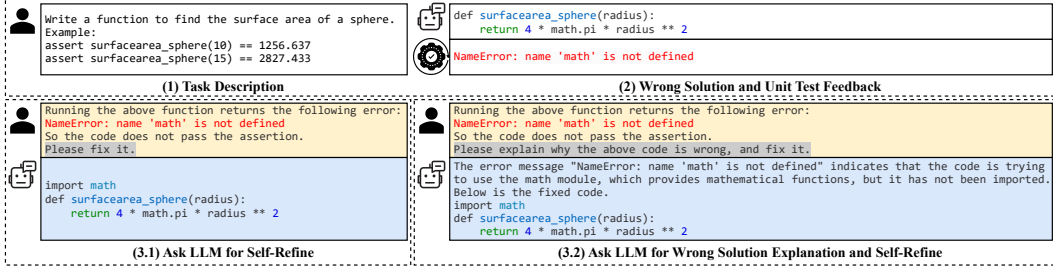 Write a function to find the surface area of a sphere.
Example:
assert surfacearea_sphere(10) == 1256.637
assert surfacearea_sphere(15) == 2827.433
(1) Task Description
def surfacearea_sphere(radius):
    return 4 * math.pi * radius ** 2
NameError: name 'math' is not defined
(2) Wrong Solution and Unit Test Feedback
Running the above function returns the following error:
NameError: name 'math' is not defined
So the code does not pass the assertion.
Please fix it.
import math
def surfacearea_sphere(radius):
    return 4 * math.pi * radius ** 2
(3.1) Ask LLM for Self-Refine
Running the above function returns the following error:
NameError: name 'math' is not defined
So the code does not pass the assertion.
Please explain why the above code is wrong, and fix it.
The error message "NameError: name 'math' is not defined" indicates that the code is trying
to use the math module, which provides mathematical functions, but it has not been imported.
Below is the fixed code.
import math
def surfacearea_sphere(radius):
    return 4 * math.pi * radius ** 2
(3.2) Ask LLM for Wrong Solution Explanation and Self-Refine